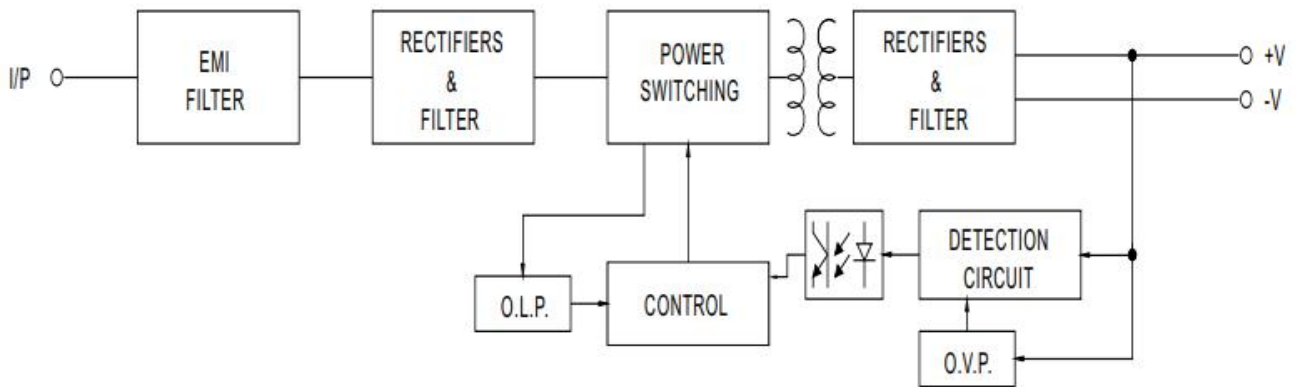 I/P
EMI
FILTER
RECTIFIERS
&
FILTER
POWER
SWITCHING
RECTIFIERS
&
FILTER
+V
-V
O.L.P.
CONTROL
DETECTION
CIRCUIT
O.V.P.